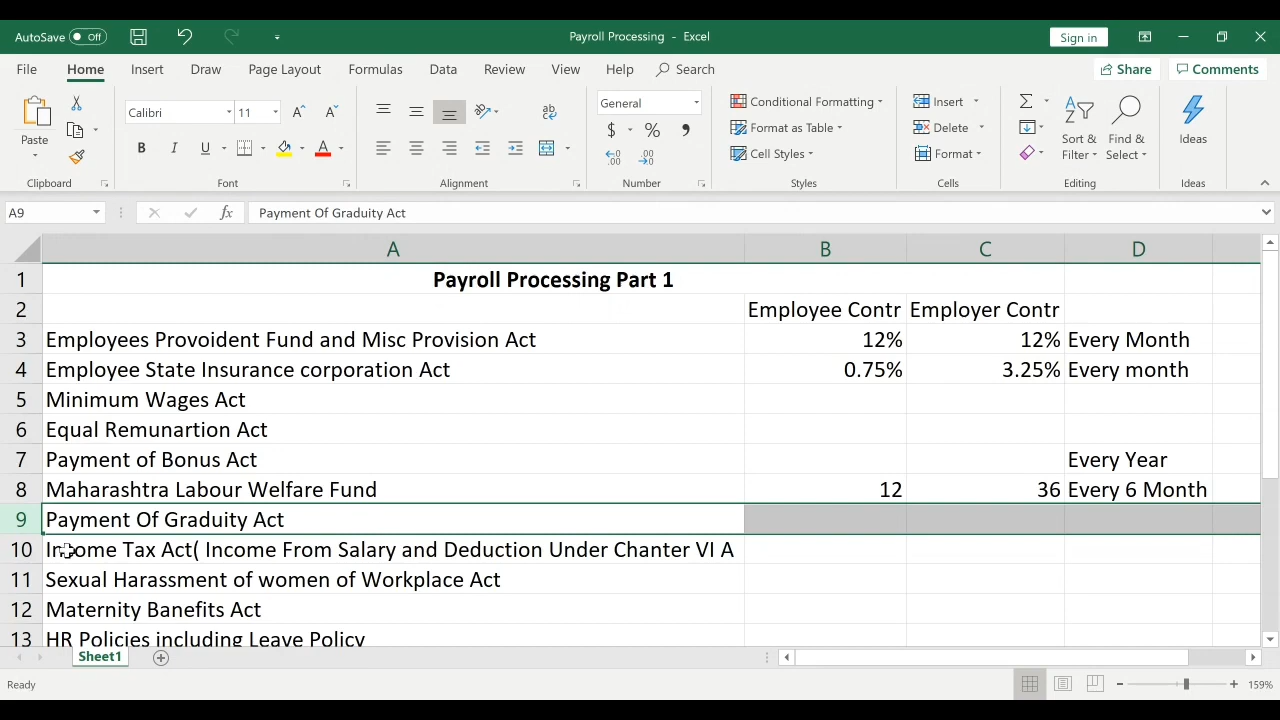 AutoSave Off
Payroll Processing - Excel
Sign in
File Home Insert Draw Page Layout Formulas Data Review View Help Search Share Comments
Paste
Calibri 11
B I U
A A
ab
General
$ % ,
Conditional Formatting
Format as Table
Cell Styles
Insert
Delete
Format
Sort & Filter
Find & Select
Ideas
Clipboard Font Alignment Number Styles Cells Editing Ideas
A9 fx Payment Of Graduity Act
A B C D
1 Payroll Processing Part 1
2 Employee Contr Employer Contr
3 Employees Provoident Fund and Misc Provision Act 12% 12% Every Month
4 Employee State Insurance corporation Act 0.75% 3.25% Every month
5 Minimum Wages Act
6 Equal Remunartion Act
7 Payment of Bonus Act Every Year
8 Maharashtra Labour Welfare Fund 12 36 Every 6 Month
9 Payment Of Graduity Act
10 Income Tax Act( Income From Salary and Deduction Under Chanter VI A
11 Sexual Harassment of women of Workplace Act
12 Maternity Banefits Act
13 HR Policies including Leave Policy
Sheet1
Ready 159%